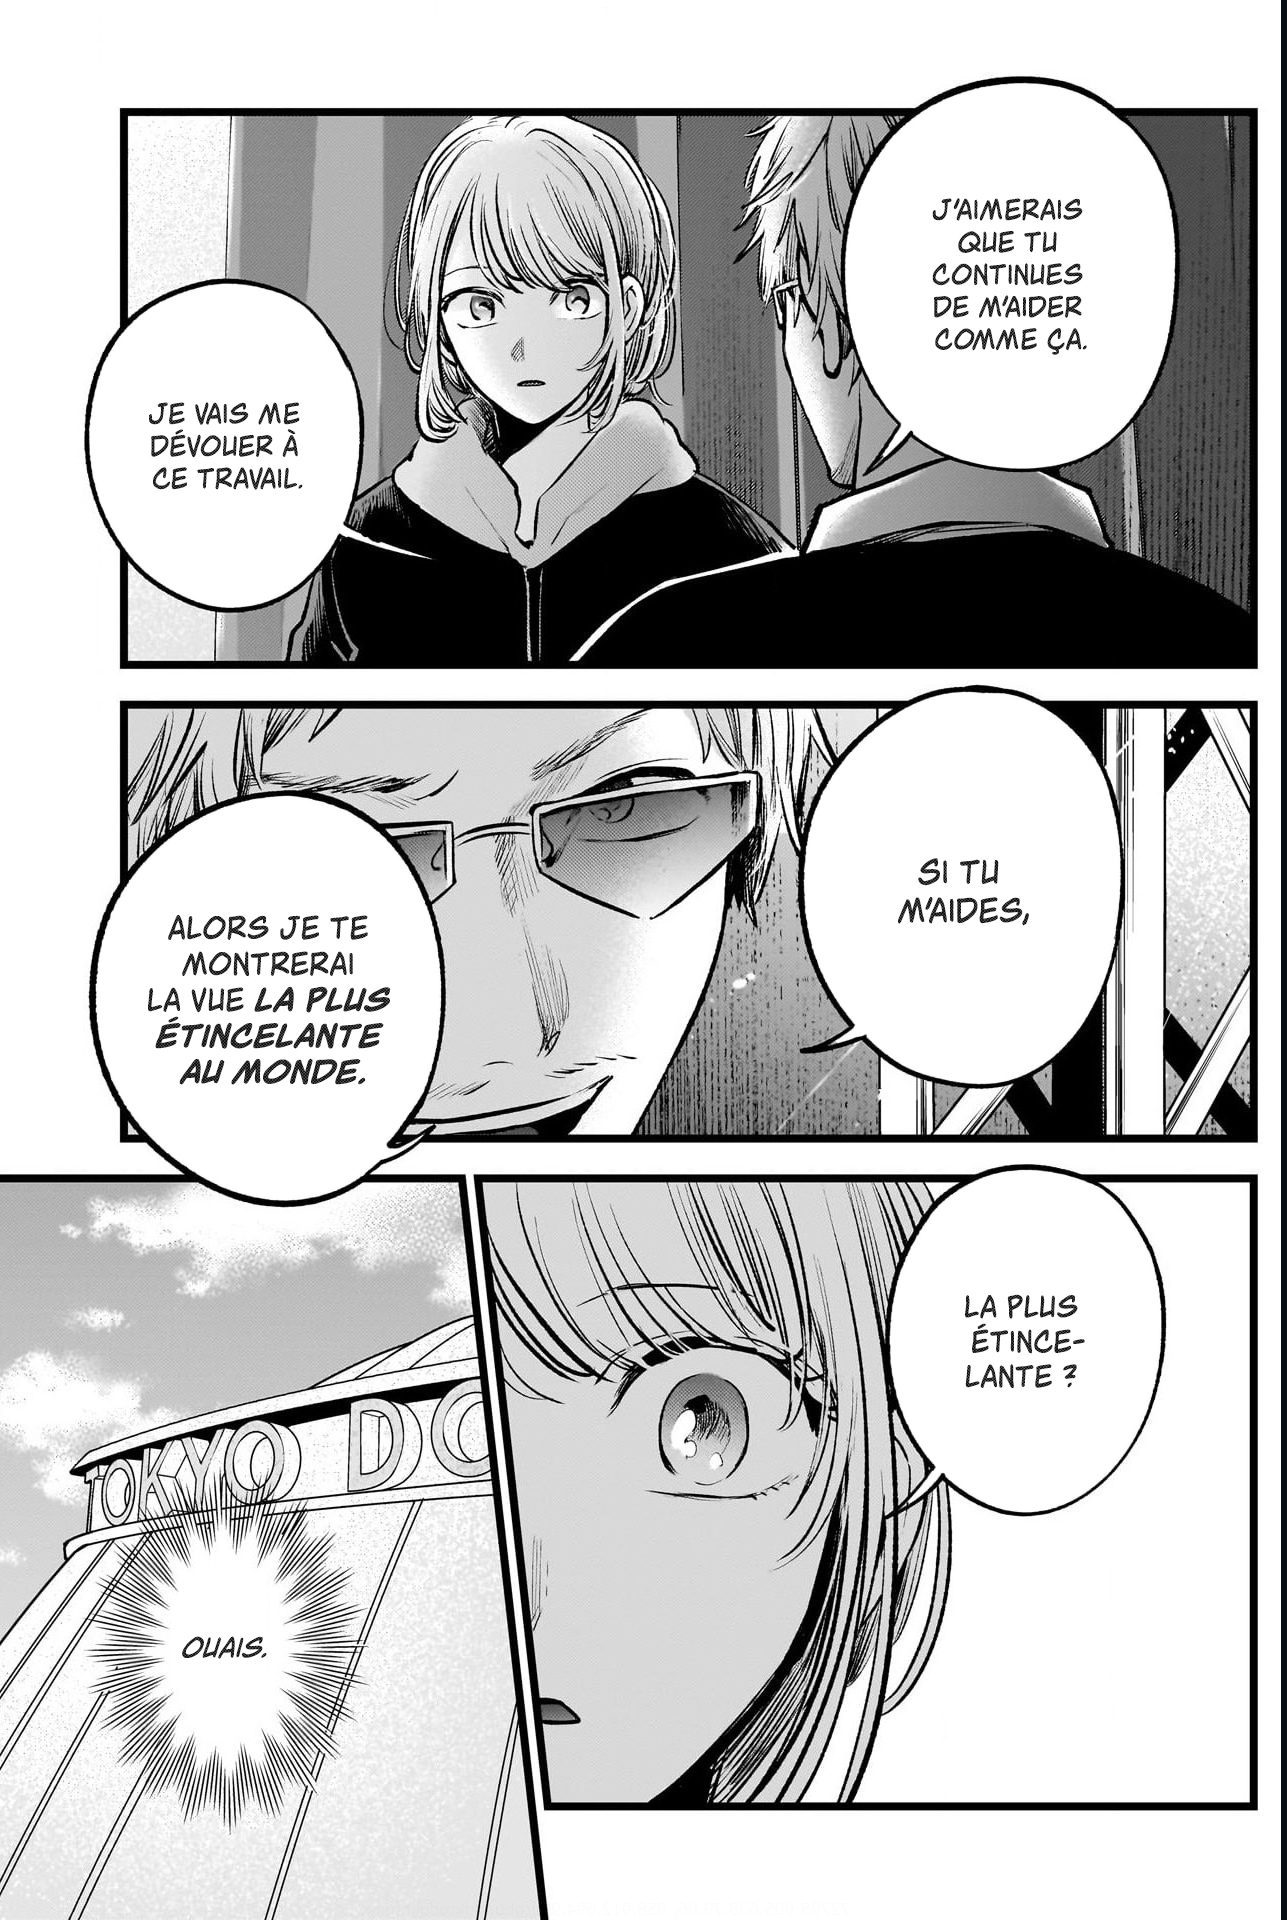 J'AIMERAIS
QUE TU
CONTINUES
DE M'AIDER
COMME ÇA.
JE VAIS ME
DÉVOUER À
CE TRAVAIL.
SI TU
M'AIDES,
ALORS JE TE
MONTRERAI
LA VUE LA PLUS
ÉTINCELANTE
AU MONDE.
LA PLUS
ÉTINCE-
LANTE ?
OKYO DO
OUAIS.